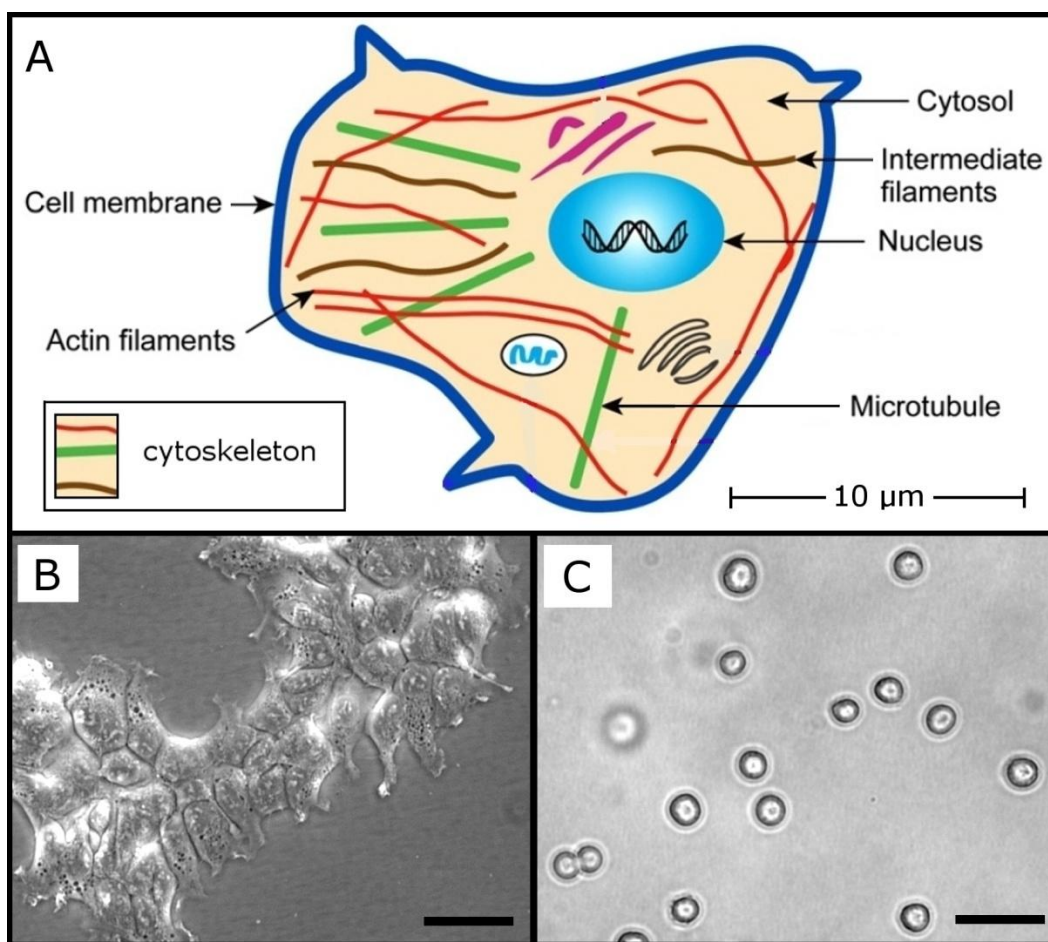 A
Cytosol
Intermediate
filaments
Cell membrane
Nucleus
Actin filaments
Microtubule
cytoskeleton
10 µm
B
C